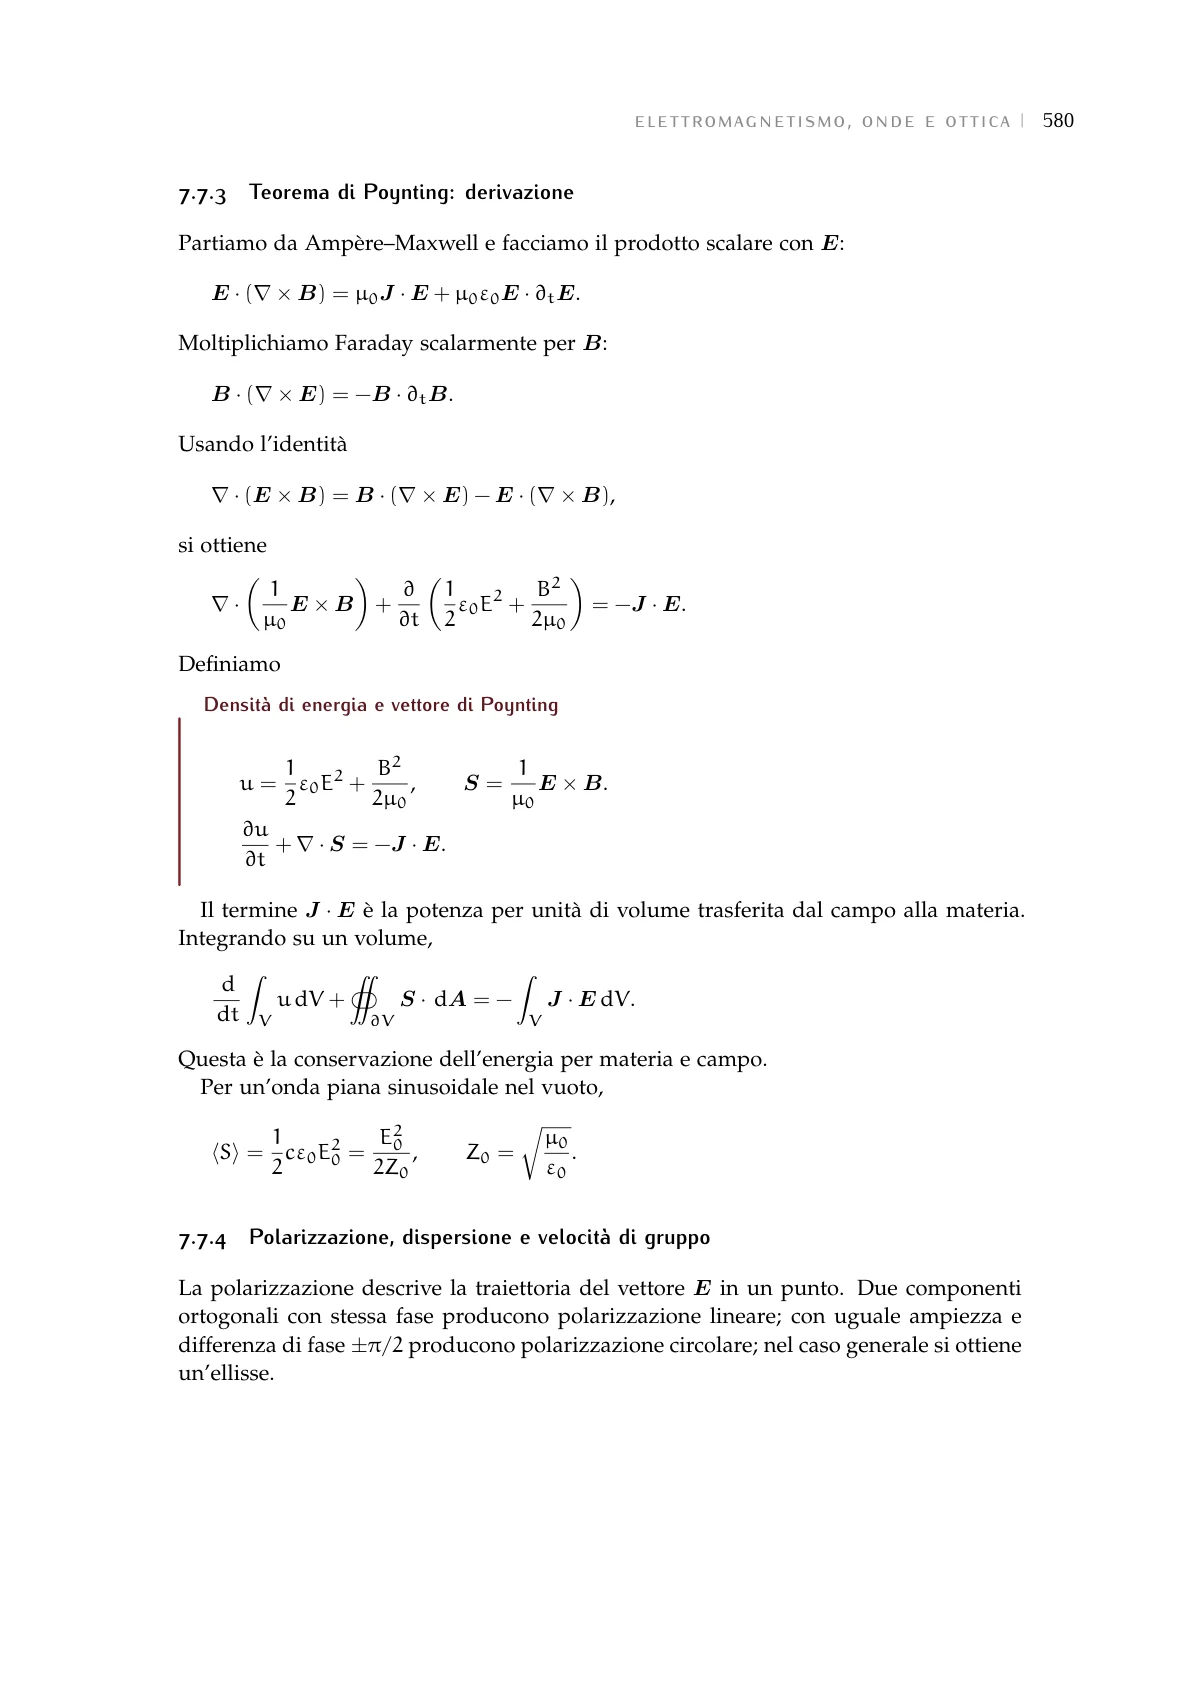 ELETTROMAGNETISMO, ONDE E OTTICA | 580
7.7.3 Teorema di Poynting: derivazione
Partiamo da Ampère–Maxwell e facciamo il prodotto scalare con E:
E · (∇ × B) = μ₀J · E + μ₀ε₀E · ∂ₜE.
Moltiplichiamo Faraday scalarmente per B:
B · (∇ × E) = −B · ∂ₜB.
Usando l'identità
∇ · (E × B) = B · (∇ × E) − E · (∇ × B),
si ottiene
∇ · (1/μ₀ E × B) + ∂/∂t (1/2 ε₀E² + B²/2μ₀) = −J · E.
Definiamo
Densità di energia e vettore di Poynting
u = 1/2 ε₀E² + B²/2μ₀, S = 1/μ₀ E × B.
∂u/∂t + ∇ · S = −J · E.
Il termine J · E è la potenza per unità di volume trasferita dal campo alla materia.
Integrando su un volume,
d/dt ∫_V u dV + ∯_∂V S · dA = − ∫_V J · E dV.
Questa è la conservazione dell'energia per materia e campo.
Per un'onda piana sinusoidale nel vuoto,
⟨S⟩ = 1/2 cε₀E₀² = E₀²/2Z₀, Z₀ = √(μ₀/ε₀).
7.7.4 Polarizzazione, dispersione e velocità di gruppo
La polarizzazione descrive la traiettoria del vettore E in un punto. Due componenti
ortogonali con stessa fase producono polarizzazione lineare; con uguale ampiezza e
differenza di fase ±π/2 producono polarizzazione circolare; nel caso generale si ottiene
un'ellisse.